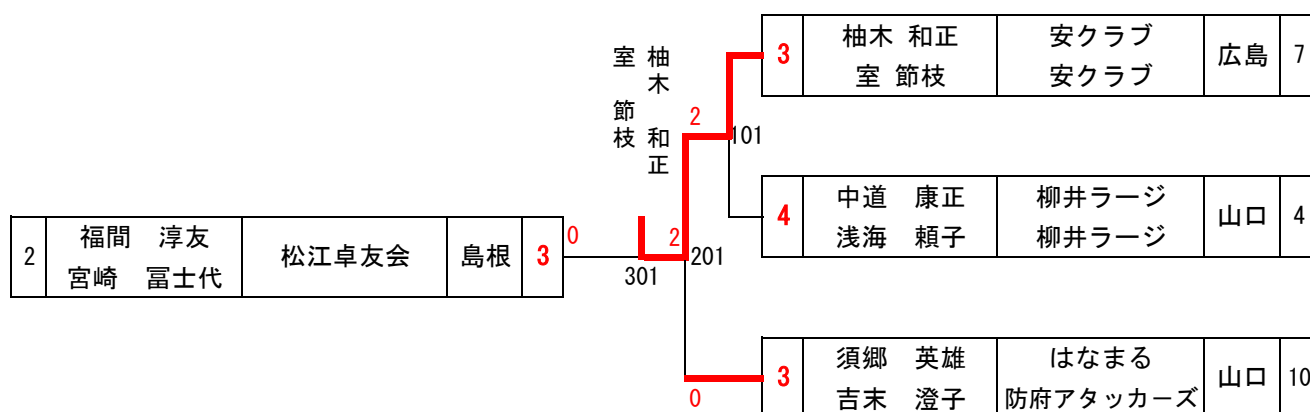 3
柚木 和正
室 節枝
安クラブ
安クラブ
広島
7
柚木 和正
室 節枝
2
101
4
中道 康正
浅海 頼子
柳井ラージ
柳井ラージ
山口
4
2
福間 淳友
宮崎 冨士代
松江卓友会
島根
3
0
301
2
201
3
須郷 英雄
吉末 澄子
はなまる
防府アタッカーズ
山口
10
0